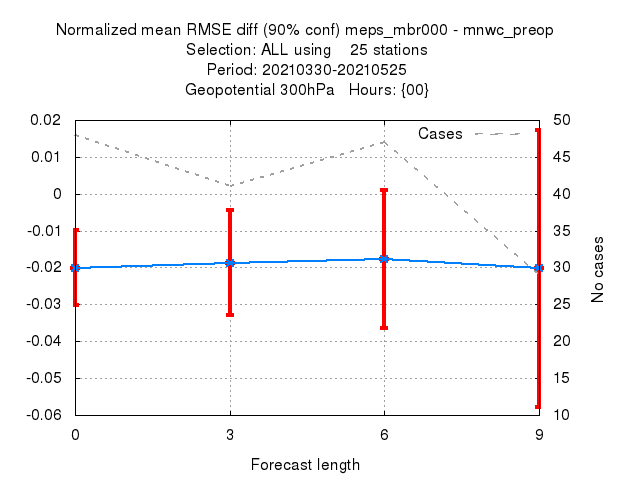 Normalized mean RMSE diff (90% conf) meps_mbr000 - mnwc_preop
Selection: ALL using    25 stations
Period: 20210330-20210525
Geopotential 300hPa   Hours: {00}
Cases
0.02
0.01
0
-0.01
-0.02
-0.03
-0.04
-0.05
-0.06
50
45
40
35
30
25
20
15
10
No cases
0 3 6 9
Forecast length